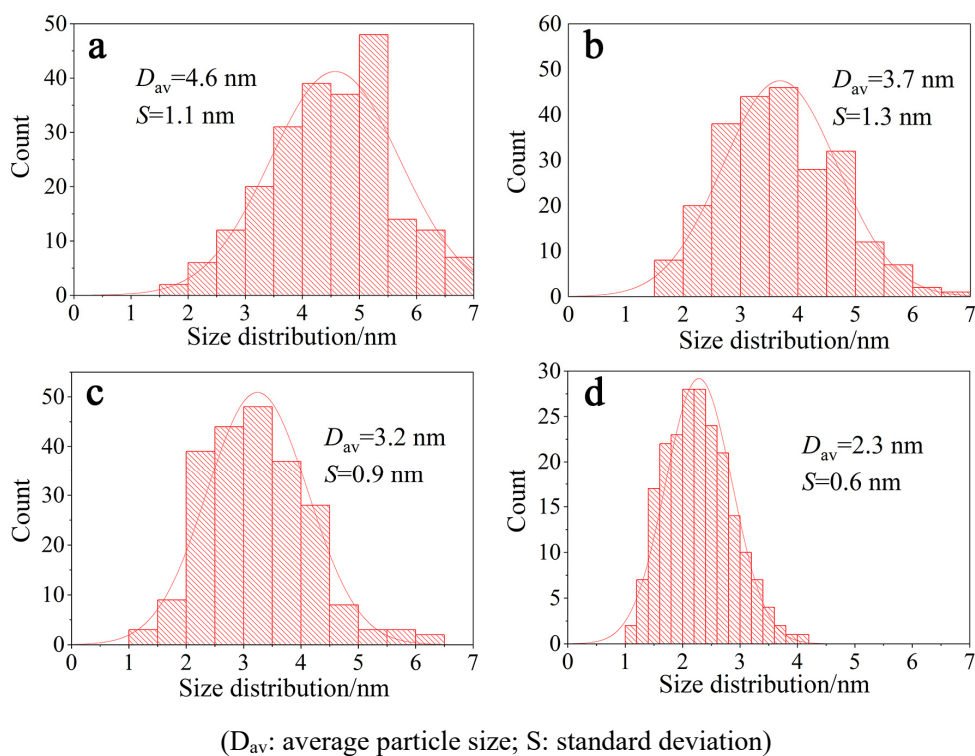 a
D_av=4.6 nm
S=1.1 nm
Count
50
40
30
20
10
0
0 1 2 3 4 5 6 7
Size distribution/nm
b
D_av=3.7 nm
S=1.3 nm
Count
60
50
40
30
20
10
0
0 1 2 3 4 5 6 7
Size distribution/nm
c
D_av=3.2 nm
S=0.9 nm
Count
50
40
30
20
10
0
0 1 2 3 4 5 6 7
Size distribution/nm
d
D_av=2.3 nm
S=0.6 nm
Count
30
25
20
15
10
5
0
0 1 2 3 4 5 6 7
Size distribution/nm
(D_av: average particle size; S: standard deviation)